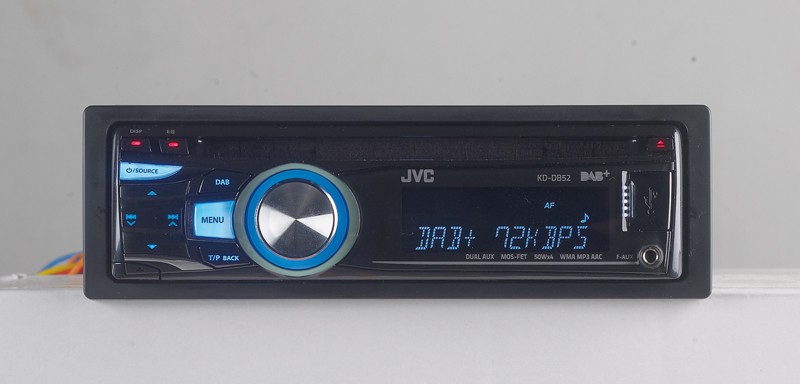 DISP EQ
⏻/SOURCE
DAB
JVC KD-DB52 DAB+
MENU
AF
DAB+ 72KBPS
T/P BACK
DUAL AUX MOS-FET 50Wx4 WMA MP3 AAC F-AUX